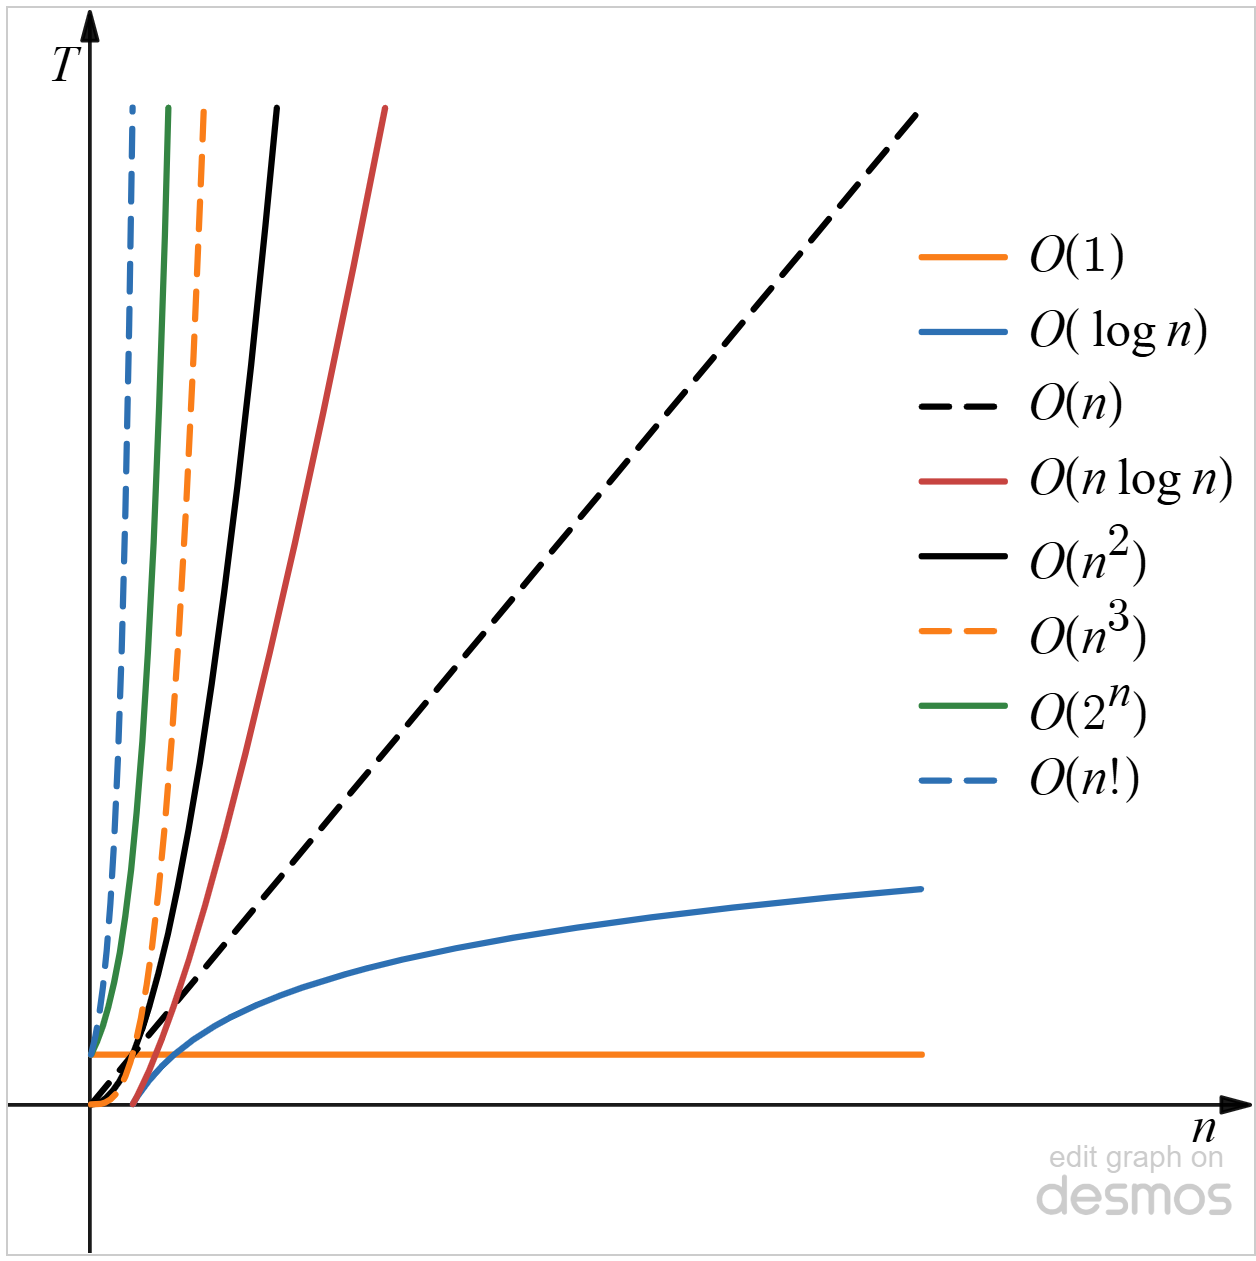 T
O(1)
O( log n)
O(n)
O(n log n)
O(n²)
O(n³)
O(2ⁿ)
O(n!)
n
edit graph on
desmos